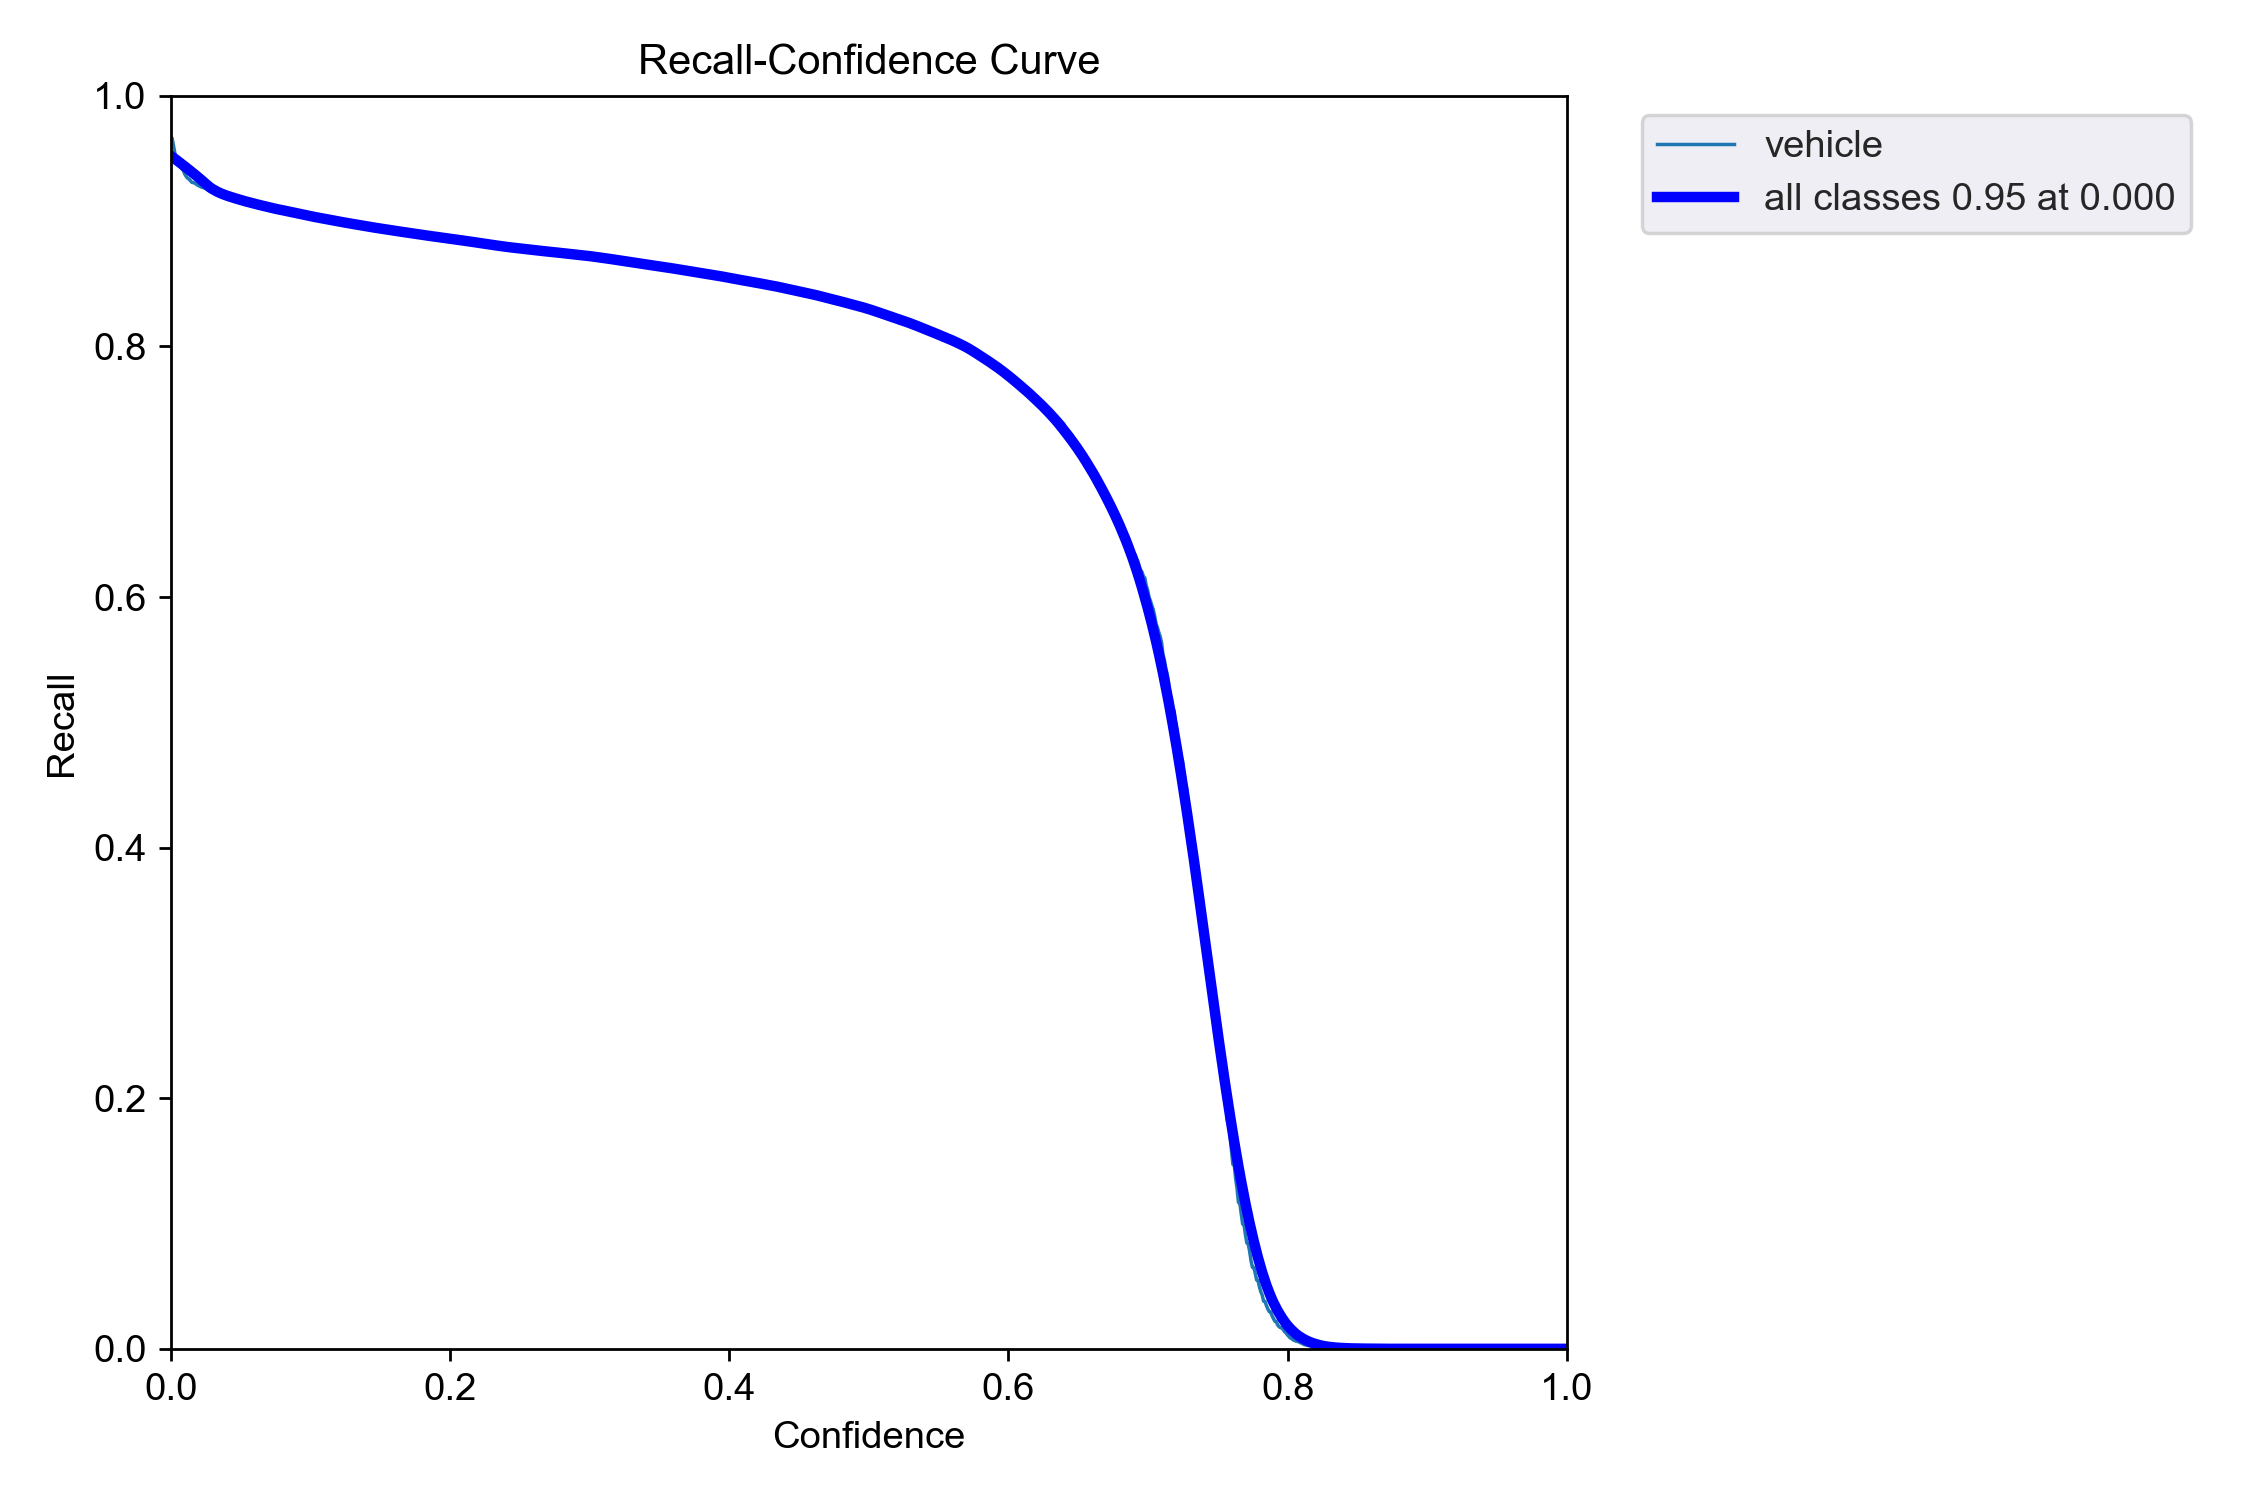 Recall-Confidence Curve
1.0
0.8
0.6
0.4
0.2
0.0
Recall
0.0 0.2 0.4 0.6 0.8 1.0
Confidence
vehicle
all classes 0.95 at 0.000